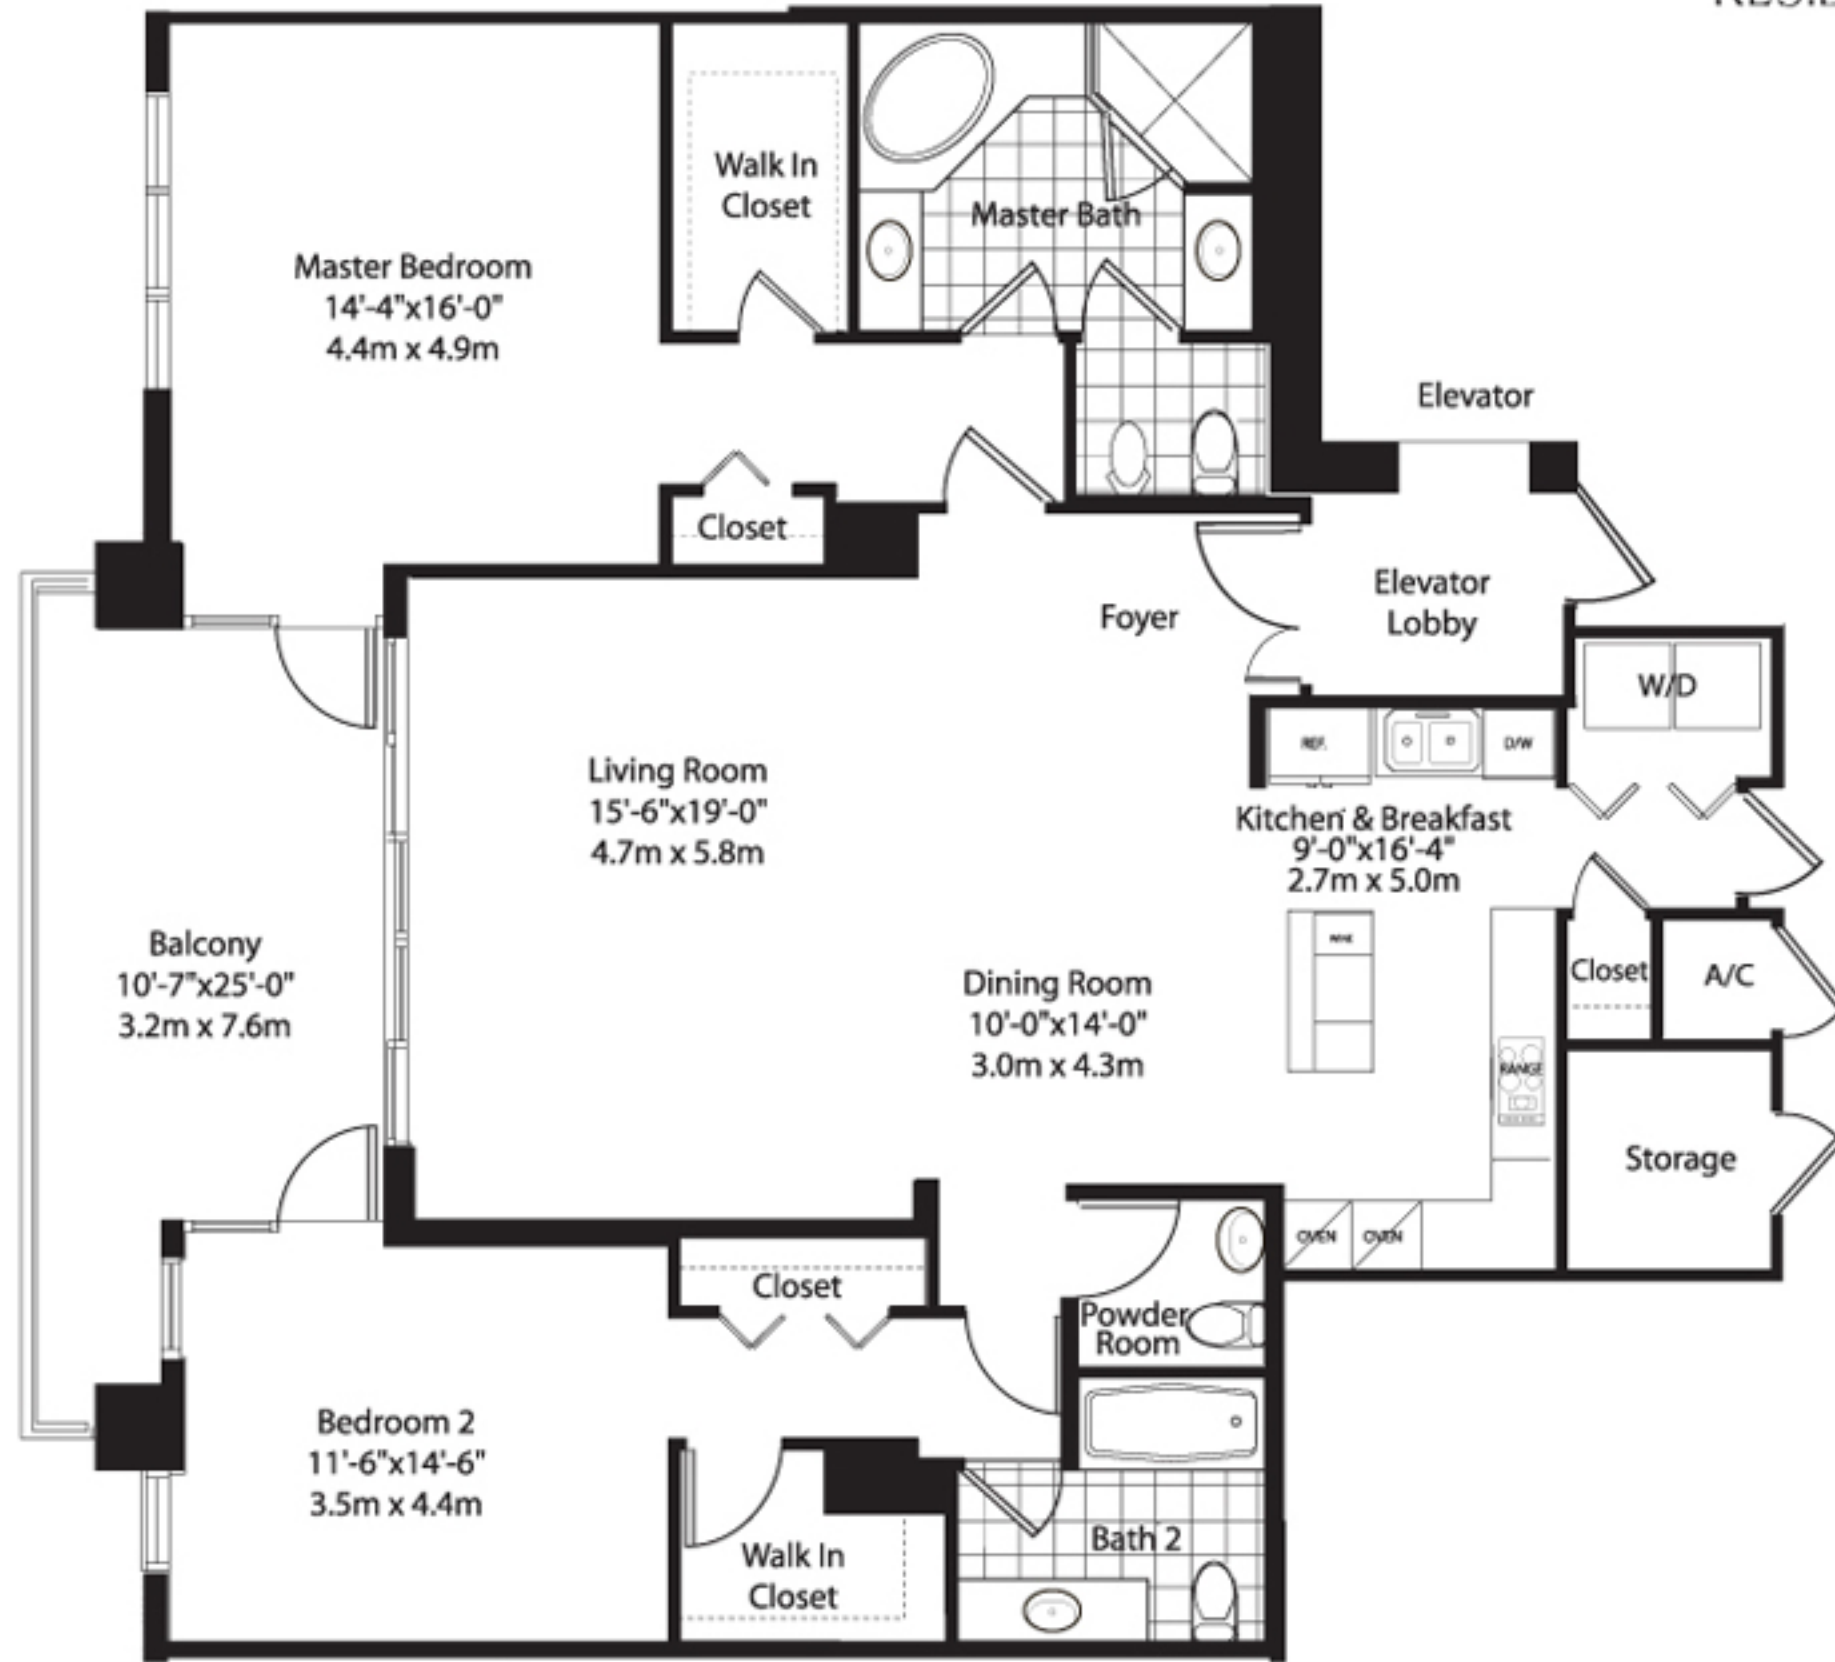 Walk In
Closet
Master Bath
Master Bedroom
14'-4"x16'-0"
4.4m x 4.9m
Elevator
Closet
Elevator
Lobby
Foyer
W/D
REF.
D/W
Living Room
15'-6"x19'-0"
4.7m x 5.8m
Kitchen & Breakfast
9'-0"x16'-4"
2.7m x 5.0m
Balcony
10'-7"x25'-0"
3.2m x 7.6m
Dining Room
10'-0"x14'-0"
3.0m x 4.3m
Closet
A/C
RANGE
Storage
OVEN
OVEN
Closet
Powder
Room
Bedroom 2
11'-6"x14'-6"
3.5m x 4.4m
Bath 2
Walk In
Closet